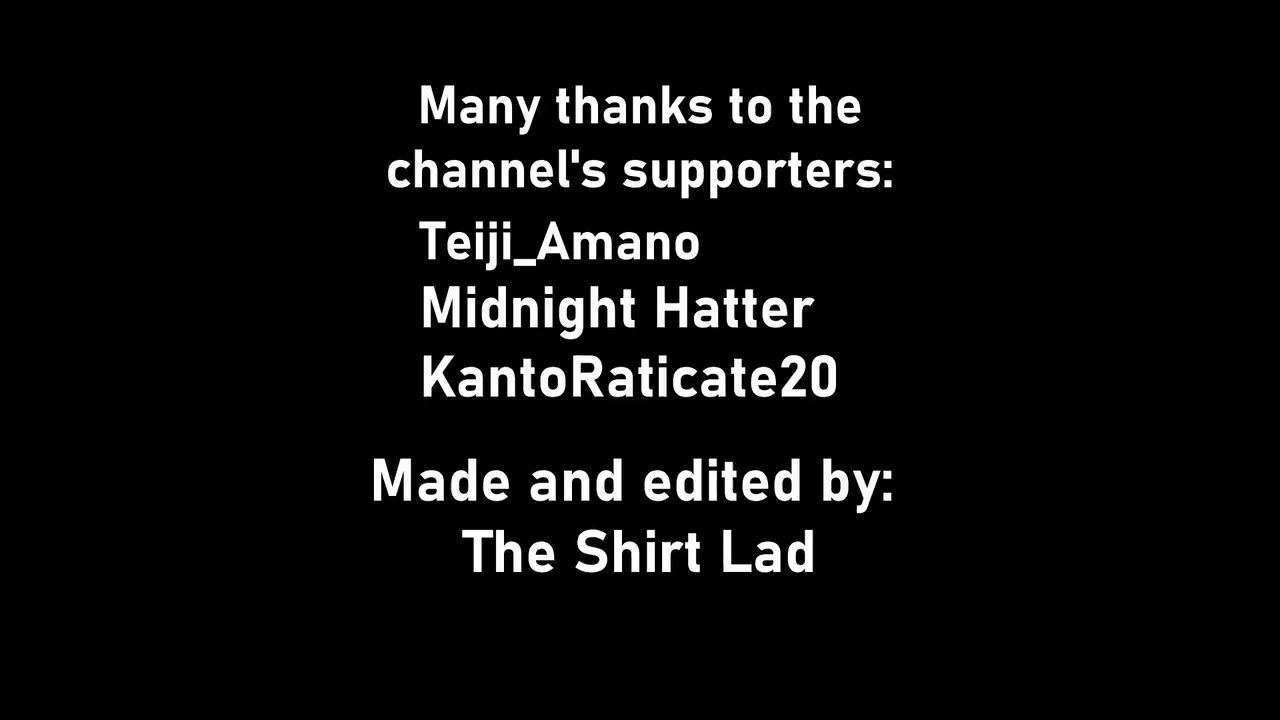 Many thanks to the
channel's supporters:
Teiji_Amano
Midnight Hatter
KantoRaticate20
Made and edited by:
The Shirt Lad